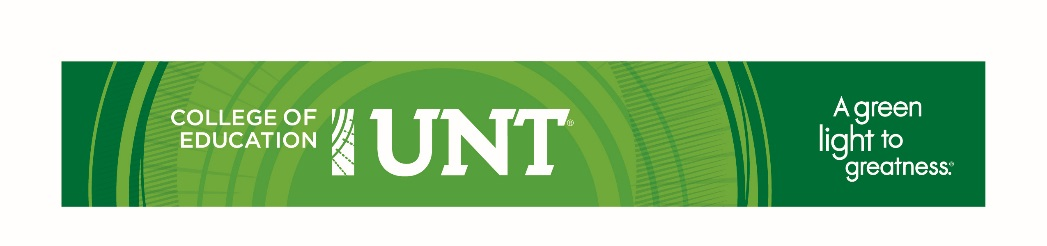 COLLEGE OF
EDUCATION
UNT®
A green
light to
greatness.®